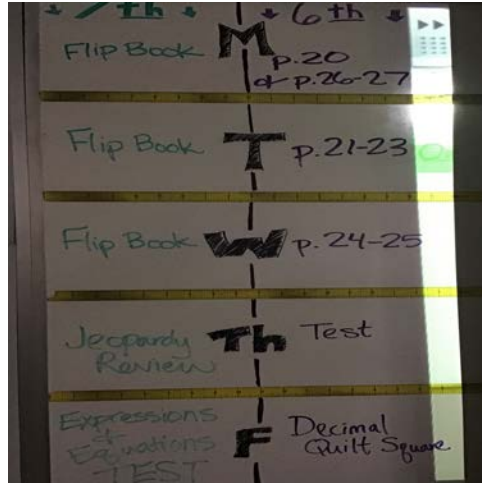 ↓ 7th ↓ ↓ 6th ↓
Flip Book M p.20
or p.26-27
Flip Book T p.21-23
Flip Book W p.24-25
Jeopardy Review Th Test
Expressions & Equations TEST F Decimal Quilt Square